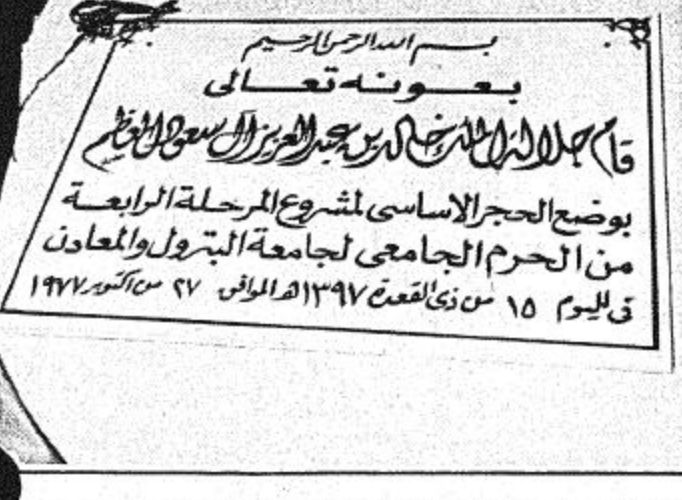 بسم الله الرحمن الرحيم
بعونه تعالى
قام جلالة الملك خالد بن عبد العزيز آل سعود المعظم
بوضع الحجر الاساسى لمشروع المرحلة الرابعة
من الحرم الجامعى لجامعة البترول والمعادن
فى اليوم ١٥ من ذى القعدة ١٣٩٧هـ الموافق ٢٧ من اكتوبر ١٩٧٧